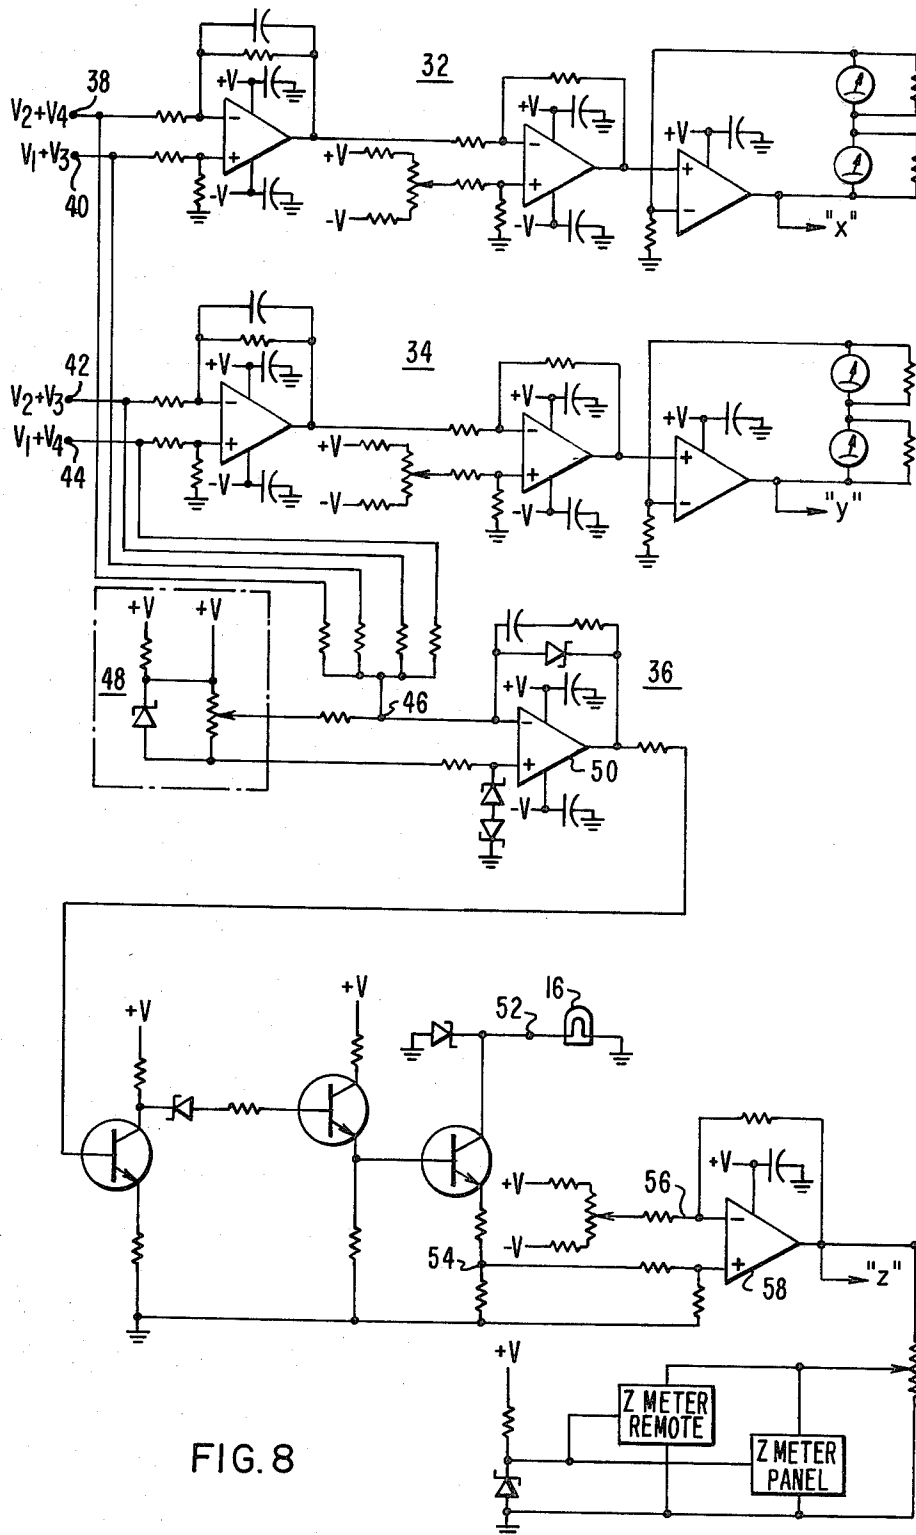 38
V2+V4
+V
32
V1+V3
40
-V
+V
-V
+V
-V
+V
"x"
42
V2+V3
+V
34
V1+V4
44
-V
+V
-V
+V
-V
+V
"y"
+V
+V
48
46
+V
36
50
-V
+V
+V
52
16
+V
56
+V
-V
54
58
"z"
+V
Z METER
REMOTE
Z METER
PANEL
FIG. 8